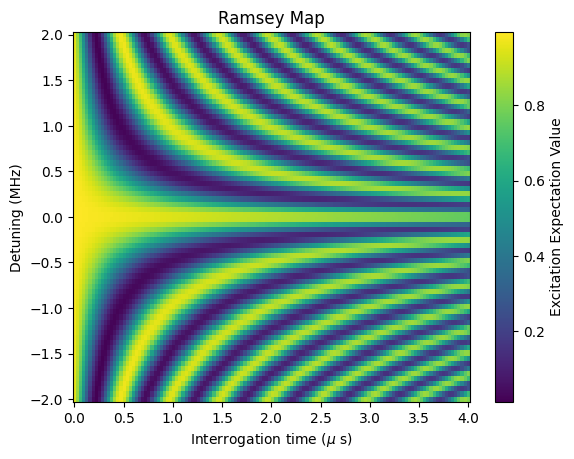 Ramsey Map
2.0
1.5
1.0
0.5
0.0
−0.5
−1.0
−1.5
−2.0
Detuning (MHz)
0.0 0.5 1.0 1.5 2.0 2.5 3.0 3.5 4.0
Interrogation time (μ s)
0.8
0.6
0.4
0.2
Excitation Expectation Value